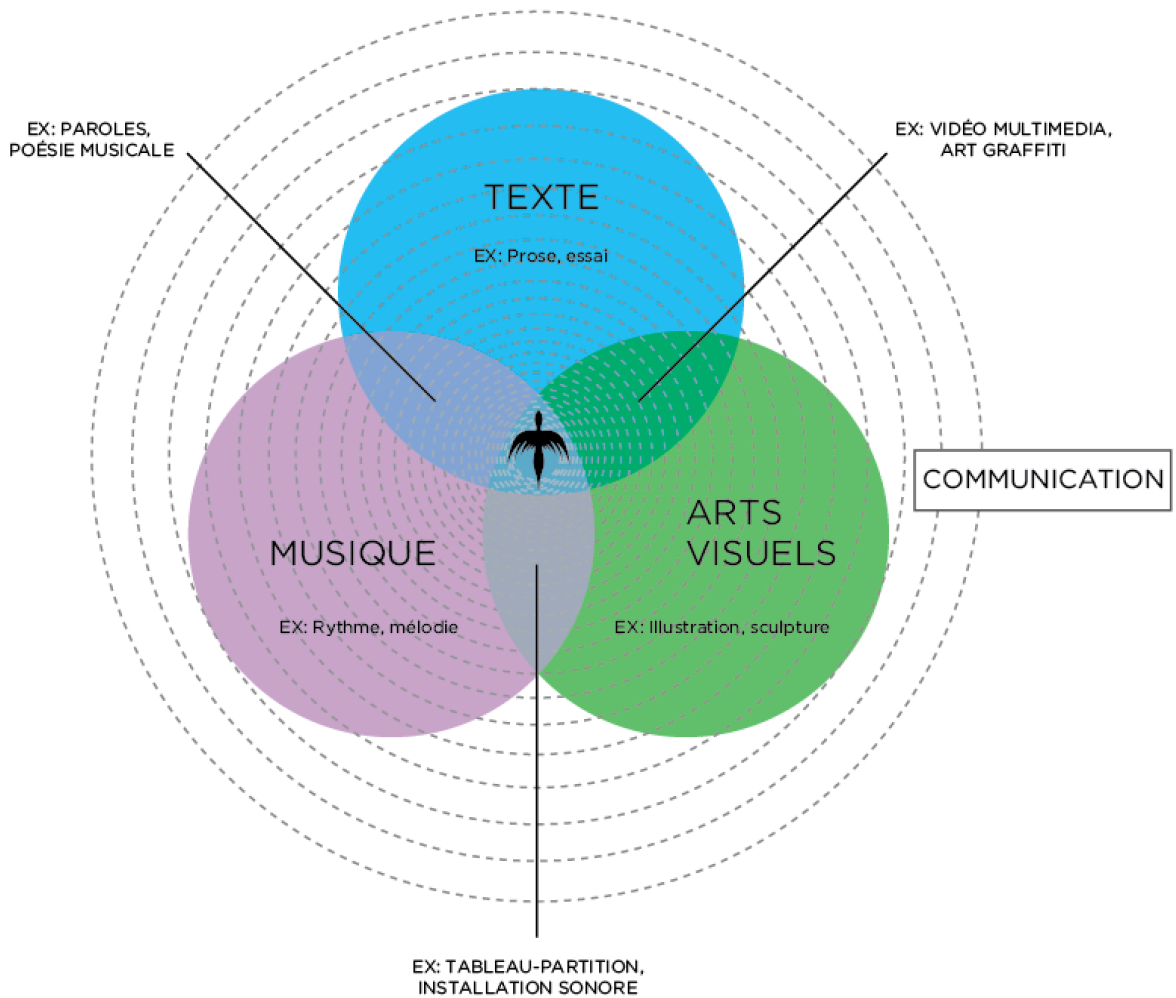 EX: PAROLES,
POÉSIE MUSICALE
EX: VIDÉO MULTIMEDIA,
ART GRAFFITI
TEXTE
EX: Prose, essai
COMMUNICATION
MUSIQUE
EX: Rythme, mélodie
ARTS
VISUELS
EX: Illustration, sculpture
EX: TABLEAU-PARTITION,
INSTALLATION SONORE